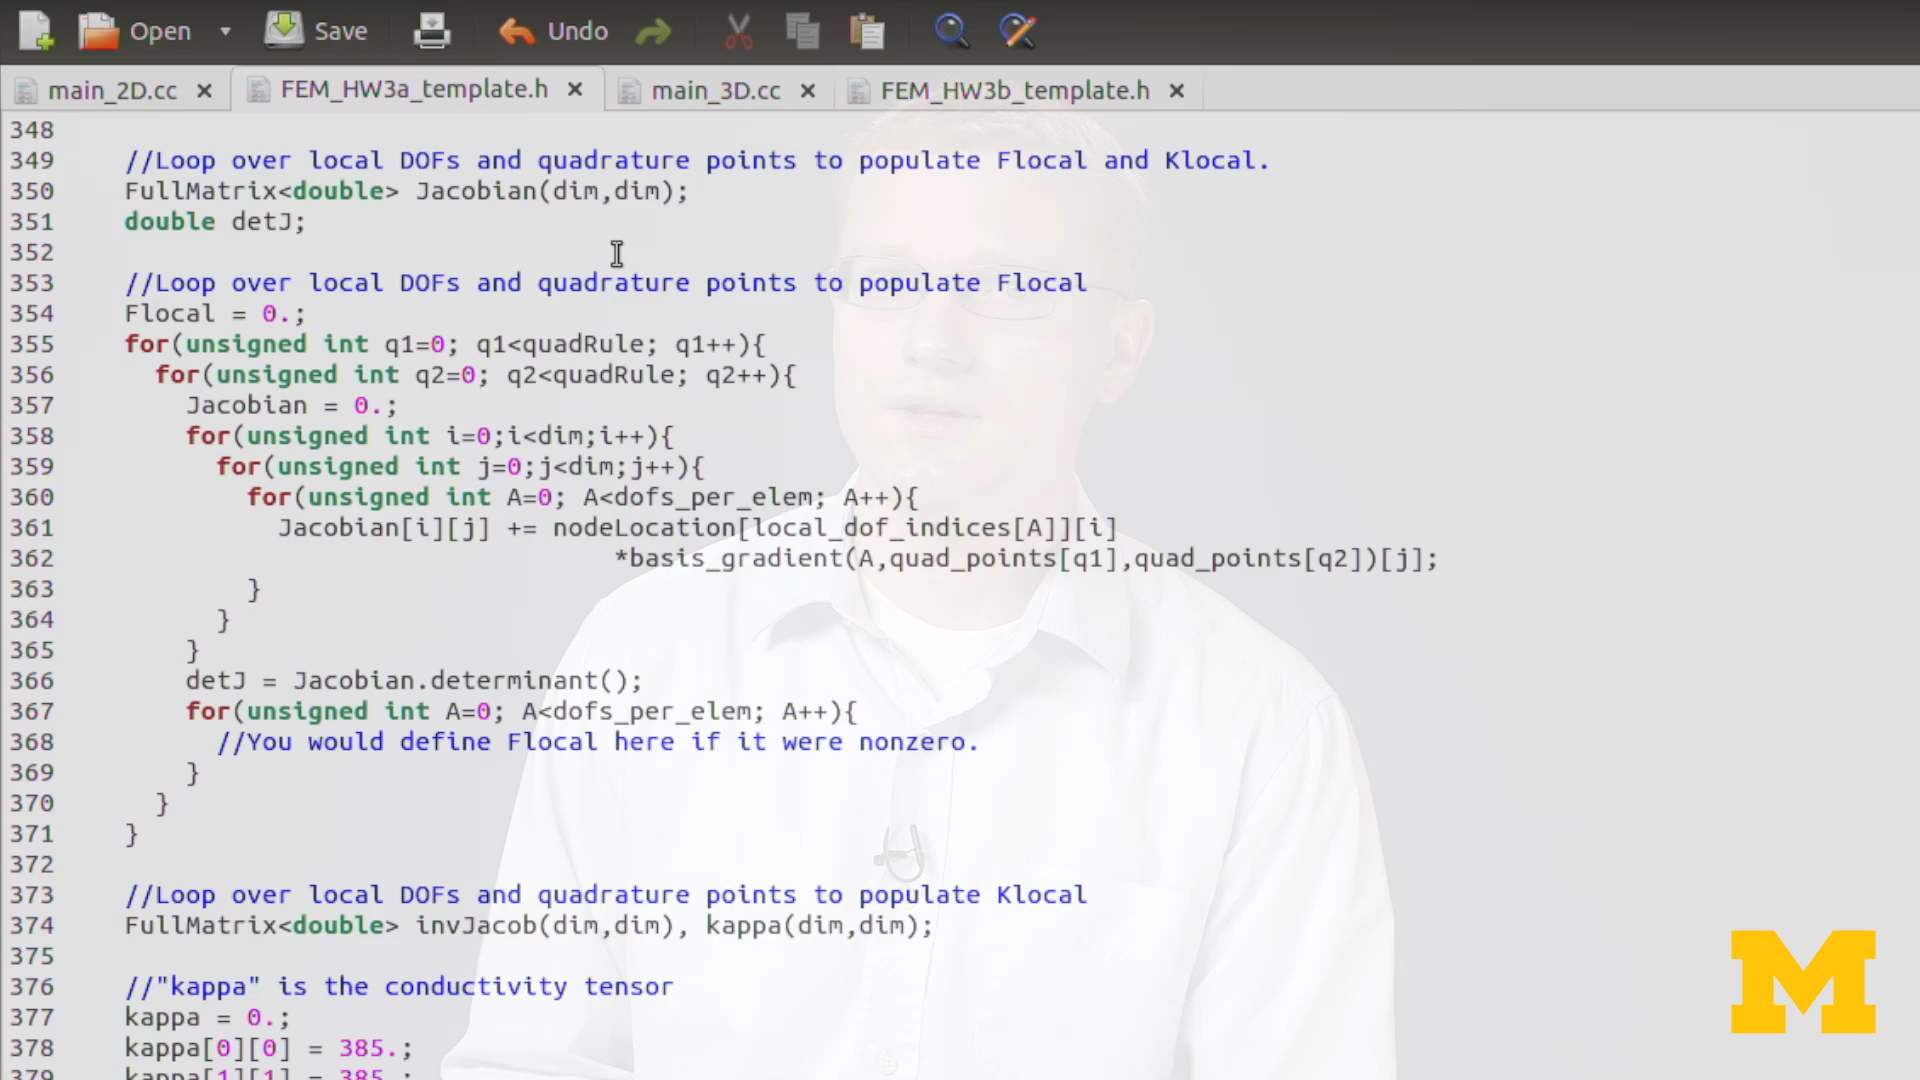 Open Save Undo
main_2D.cc FEM_HW3a_template.h main_3D.cc FEM_HW3b_template.h
348
349 //Loop over local DOFs and quadrature points to populate Flocal and Klocal.
350 FullMatrix<double> Jacobian(dim,dim);
351 double detJ;
352
353 //Loop over local DOFs and quadrature points to populate Flocal
354 Flocal = 0.;
355 for(unsigned int q1=0; q1<quadRule; q1++){
356 for(unsigned int q2=0; q2<quadRule; q2++){
357 Jacobian = 0.;
358 for(unsigned int i=0;i<dim;i++){
359 for(unsigned int j=0;j<dim;j++){
360 for(unsigned int A=0; A<dofs_per_elem; A++){
361 Jacobian[i][j] += nodeLocation[local_dof_indices[A]][i]
362 *basis_gradient(A,quad_points[q1],quad_points[q2])[j];
363 }
364 }
365 }
366 detJ = Jacobian.determinant();
367 for(unsigned int A=0; A<dofs_per_elem; A++){
368 //You would define Flocal here if it were nonzero.
369 }
370 }
371 }
372
373 //Loop over local DOFs and quadrature points to populate Klocal
374 FullMatrix<double> invJacob(dim,dim), kappa(dim,dim);
375
376 //"kappa" is the conductivity tensor
377 kappa = 0.;
378 kappa[0][0] = 385.;
379 kappa[1][1] = 385.;
M